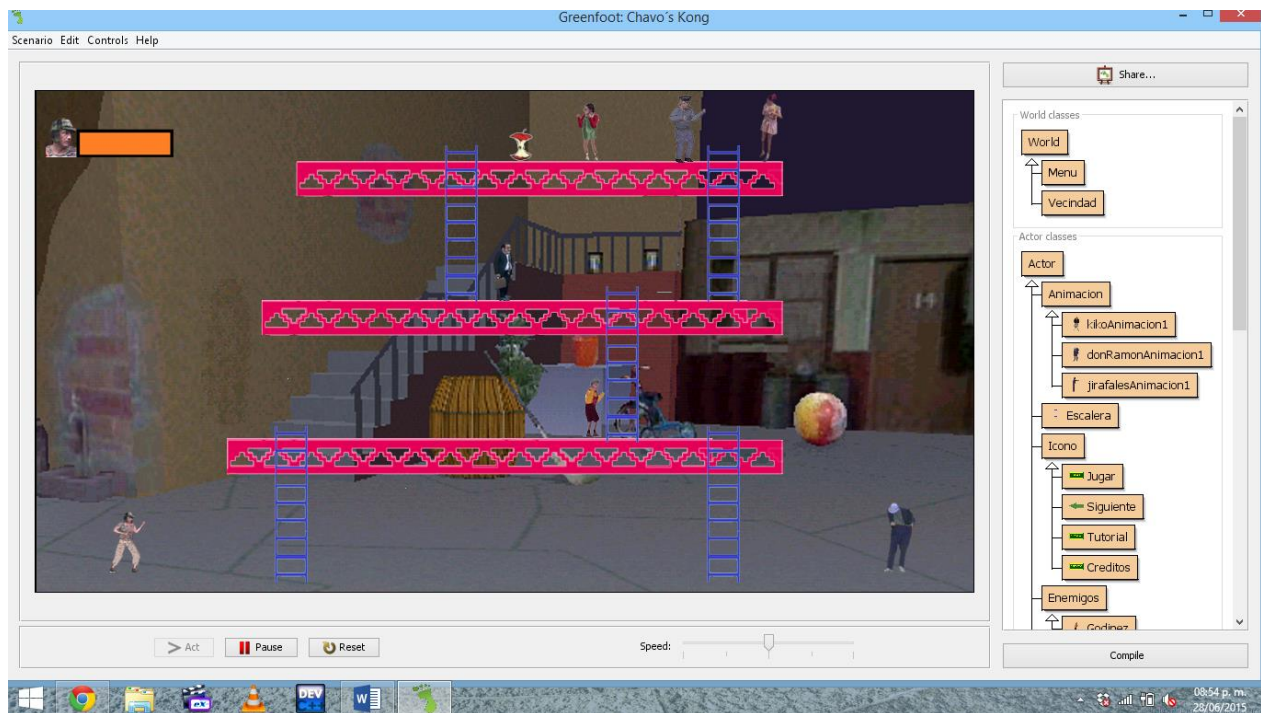 Greenfoot: Chavo´s Kong
Scenario Edit Controls Help
Share...
World classes
World
Menu
Vecindad
Actor classes
Actor
Animacion
kikoAnimacion1
donRamonAnimacion1
jirafalesAnimacion1
Escalera
Icono
Jugar
Siguiente
Tutorial
Creditos
Enemigos
Godinez
14
Act
Pause
Reset
Speed:
Compile
DEV
W
08:54 p. m.
28/06/2015